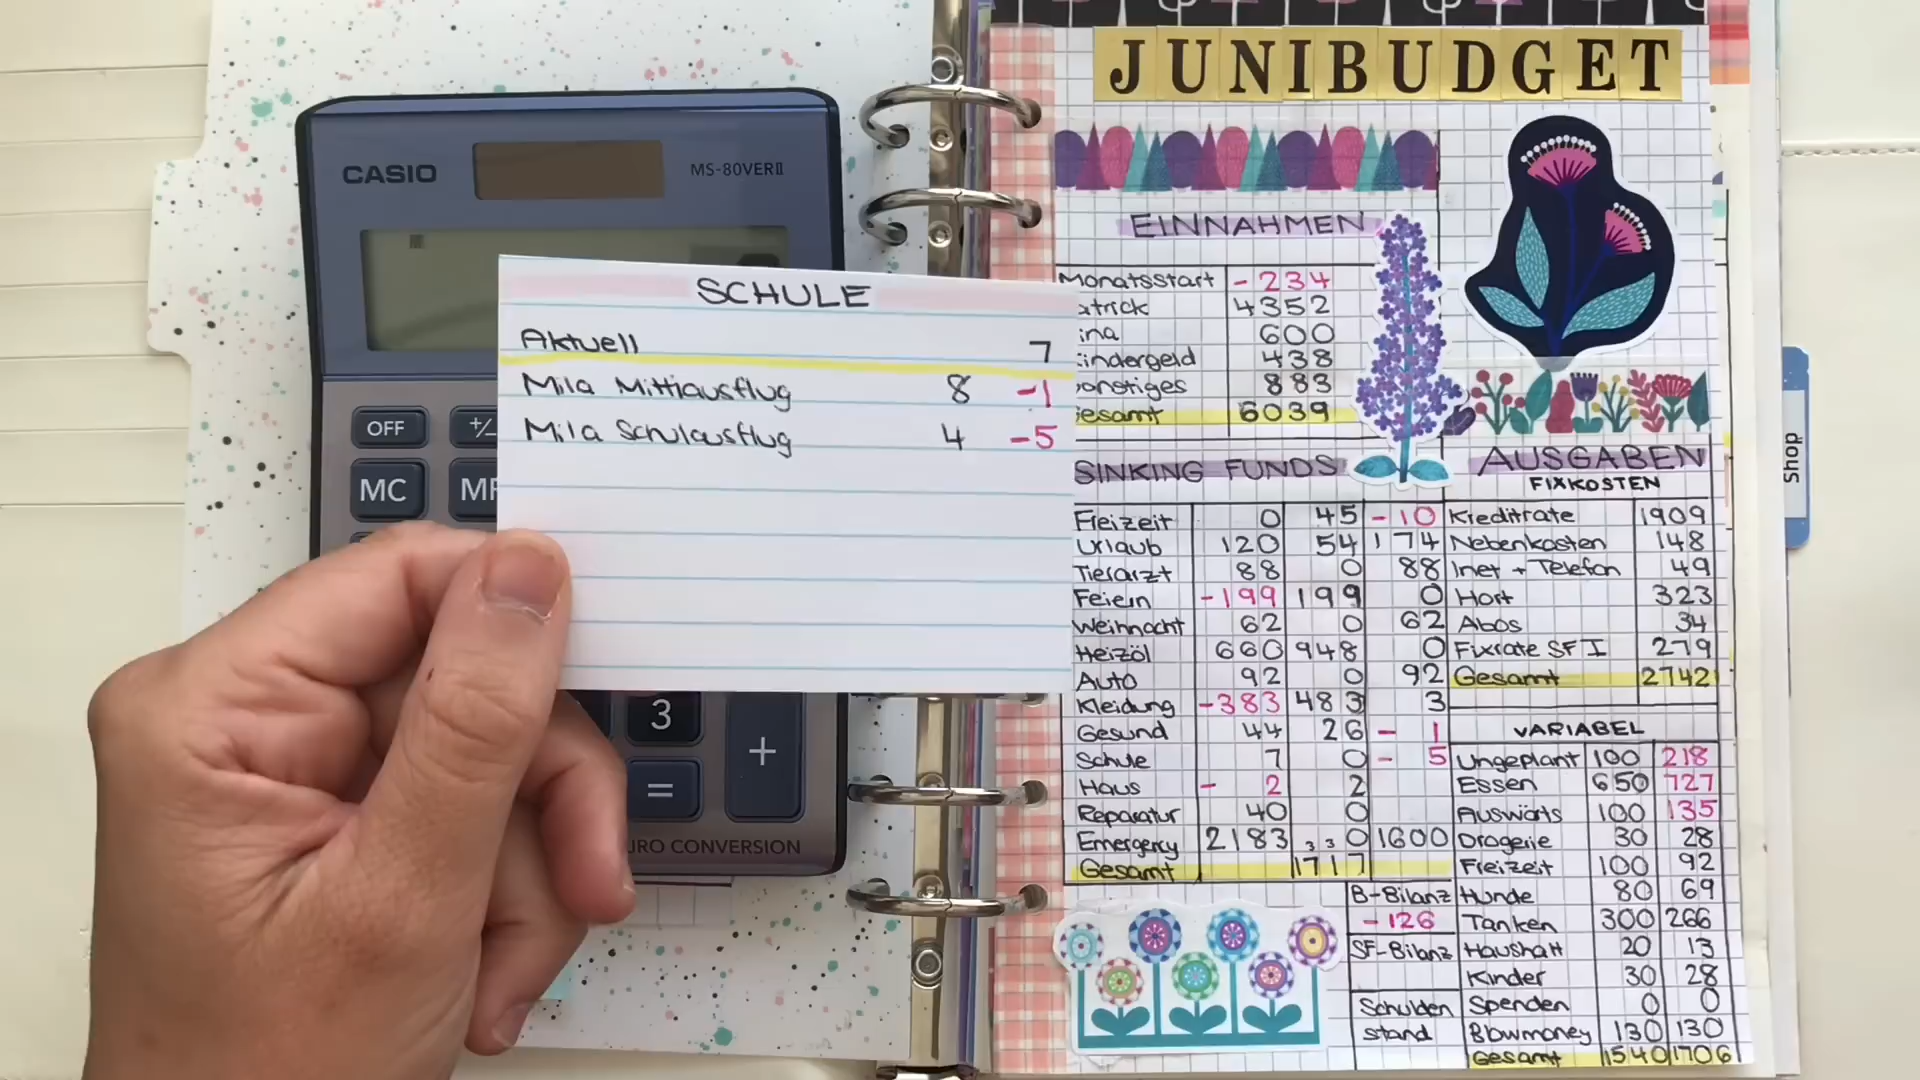 CASIO
MS-80VERII
OFF
+/-
MC
3
+
=
URO CONVERSION
SCHULE
Aktuell 7
Mila Mittiausflug 8 -1
Mila Schulausflug 4 -5
JUNIBUDGET
EINNAHMEN
Monatsstart -234
atrick 4352
ina 600
indergeld 438
onstiges 883
esamt 6039
SINKING FUNDS
Freizeit 0 45 -10
Urlaub 120 54 174
Tierarzt 88 0 88
Feiern -199 199 0
Weihnacht 62 0 62
Heizöl 660 948 0
Auto 92 0 92
Kleidung -383 483 3
Gesund 44 26 - 1
Schule 7 0 - 5
Haus - 2 2
Reparatur 40 0
Emergency 2183 330 1600
Gesamt 1717
B-Bilanz
-126
SF-Bilanz
Schulden
stand
AUSGABEN
FIXKOSTEN
Kreditrate 1909
Nebenkosten 148
Inet + Telefon 49
Hort 323
Abos 34
Fixrate SF I 279
Gesamt 2742
VARIABEL
Ungeplant 100 218
Essen 650 727
Auswärts 100 135
Drogerie 30 28
Freizeit 100 92
Hunde 80 69
Tanken 300 266
Haushalt 20 13
Kinder 30 28
Spenden 0 0
Blowmoney 130 130
Gesamt 1540 1706
Shop